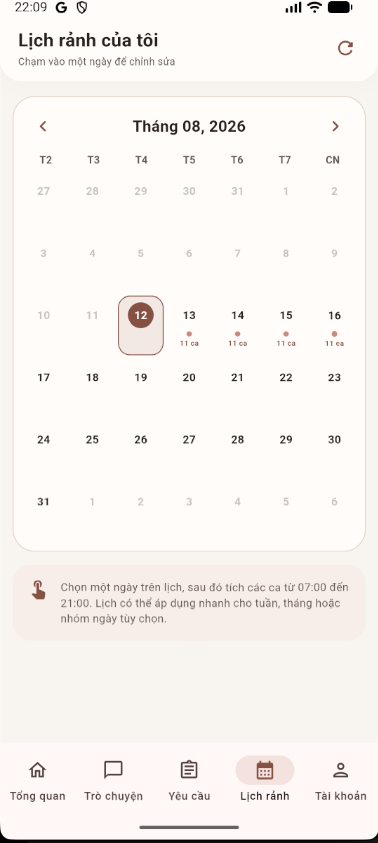 22:09
Lịch rảnh của tôi
Chạm vào một ngày để chỉnh sửa
Tháng 08, 2026
T2 T3 T4 T5 T6 T7 CN
27 28 29 30 31 1 2
3 4 5 6 7 8 9
10 11 12 13 14 15 16
11 ca 11 ca 11 ca 11 ca
17 18 19 20 21 22 23
24 25 26 27 28 29 30
31 1 2 3 4 5 6
Chọn một ngày trên lịch, sau đó tích các ca từ 07:00 đến
21:00. Lịch có thể áp dụng nhanh cho tuần, tháng hoặc
nhóm ngày tùy chọn.
Tổng quan Trò chuyện Yêu cầu Lịch rảnh Tài khoản